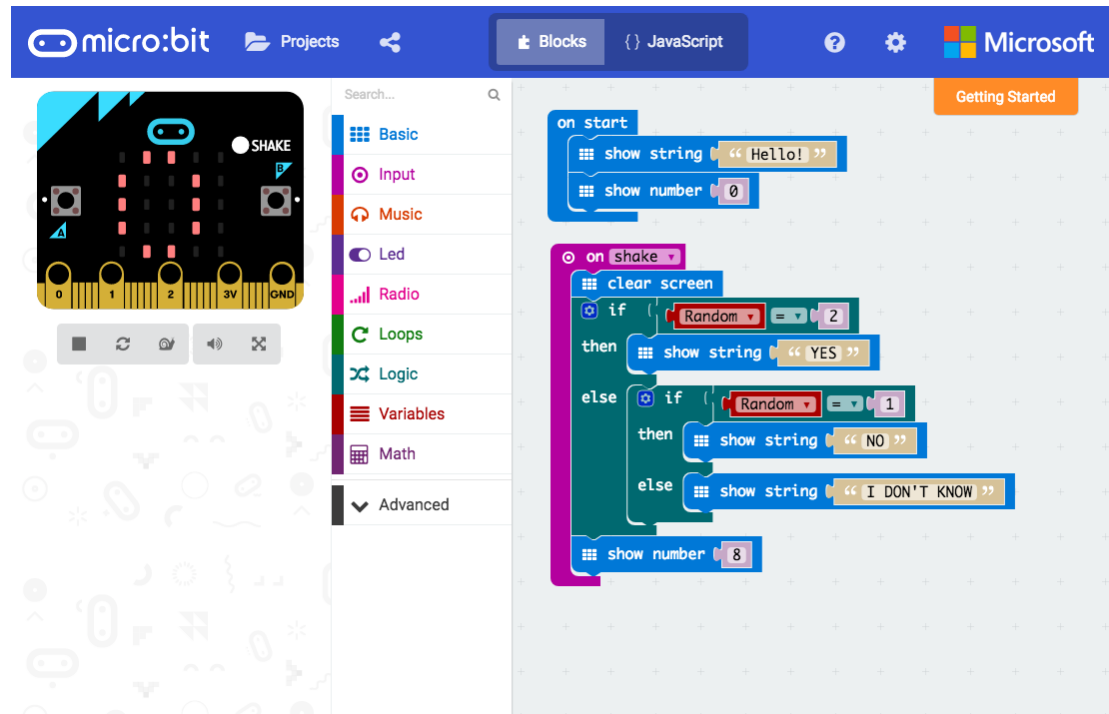 micro:bit Projects Blocks {} JavaScript ? Microsoft
Search...
Getting Started
SHAKE
B
A
0 1 2 3V GND
Basic
Input
Music
Led
Radio
Loops
Logic
Variables
Math
Advanced
on start
show string “ Hello! ”
show number 0
on shake
clear screen
if Random = 2
then show string “ YES ”
else if Random = 1
then show string “ NO ”
else show string “ I DON'T KNOW ”
show number 8